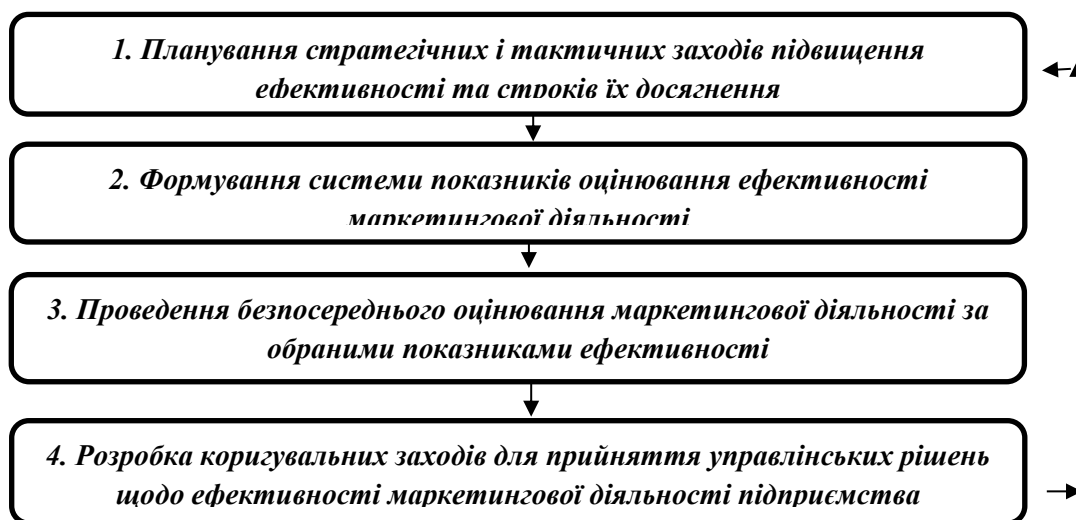 1. Планування стратегічних і тактичних заходів підвищення
ефективності та строків їх досягнення
2. Формування системи показників оцінювання ефективності
маркетингової діяльності
3. Проведення безпосереднього оцінювання маркетингової діяльності за
обраними показниками ефективності
4. Розробка коригувальних заходів для прийняття управлінських рішень
щодо ефективності маркетингової діяльності підприємства